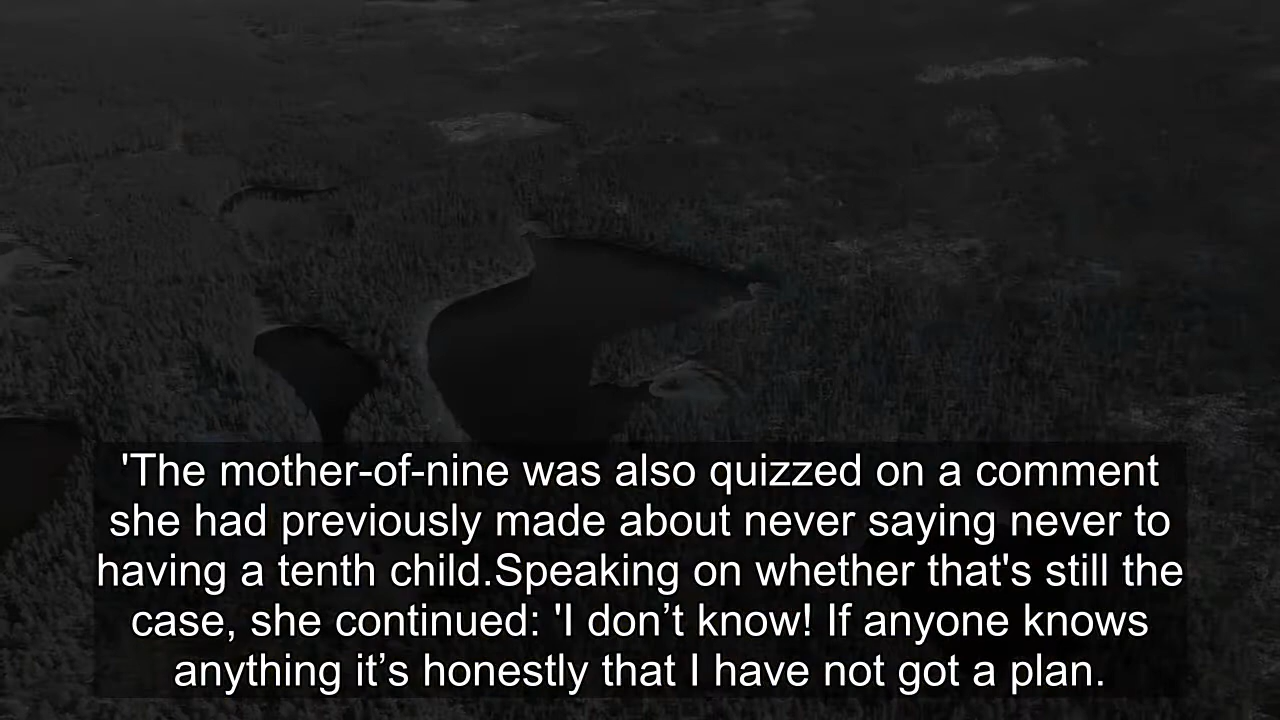 'The mother-of-nine was also quizzed on a comment
she had previously made about never saying never to
having a tenth child.Speaking on whether that's still the
case, she continued: 'I don’t know! If anyone knows
anything it’s honestly that I have not got a plan.